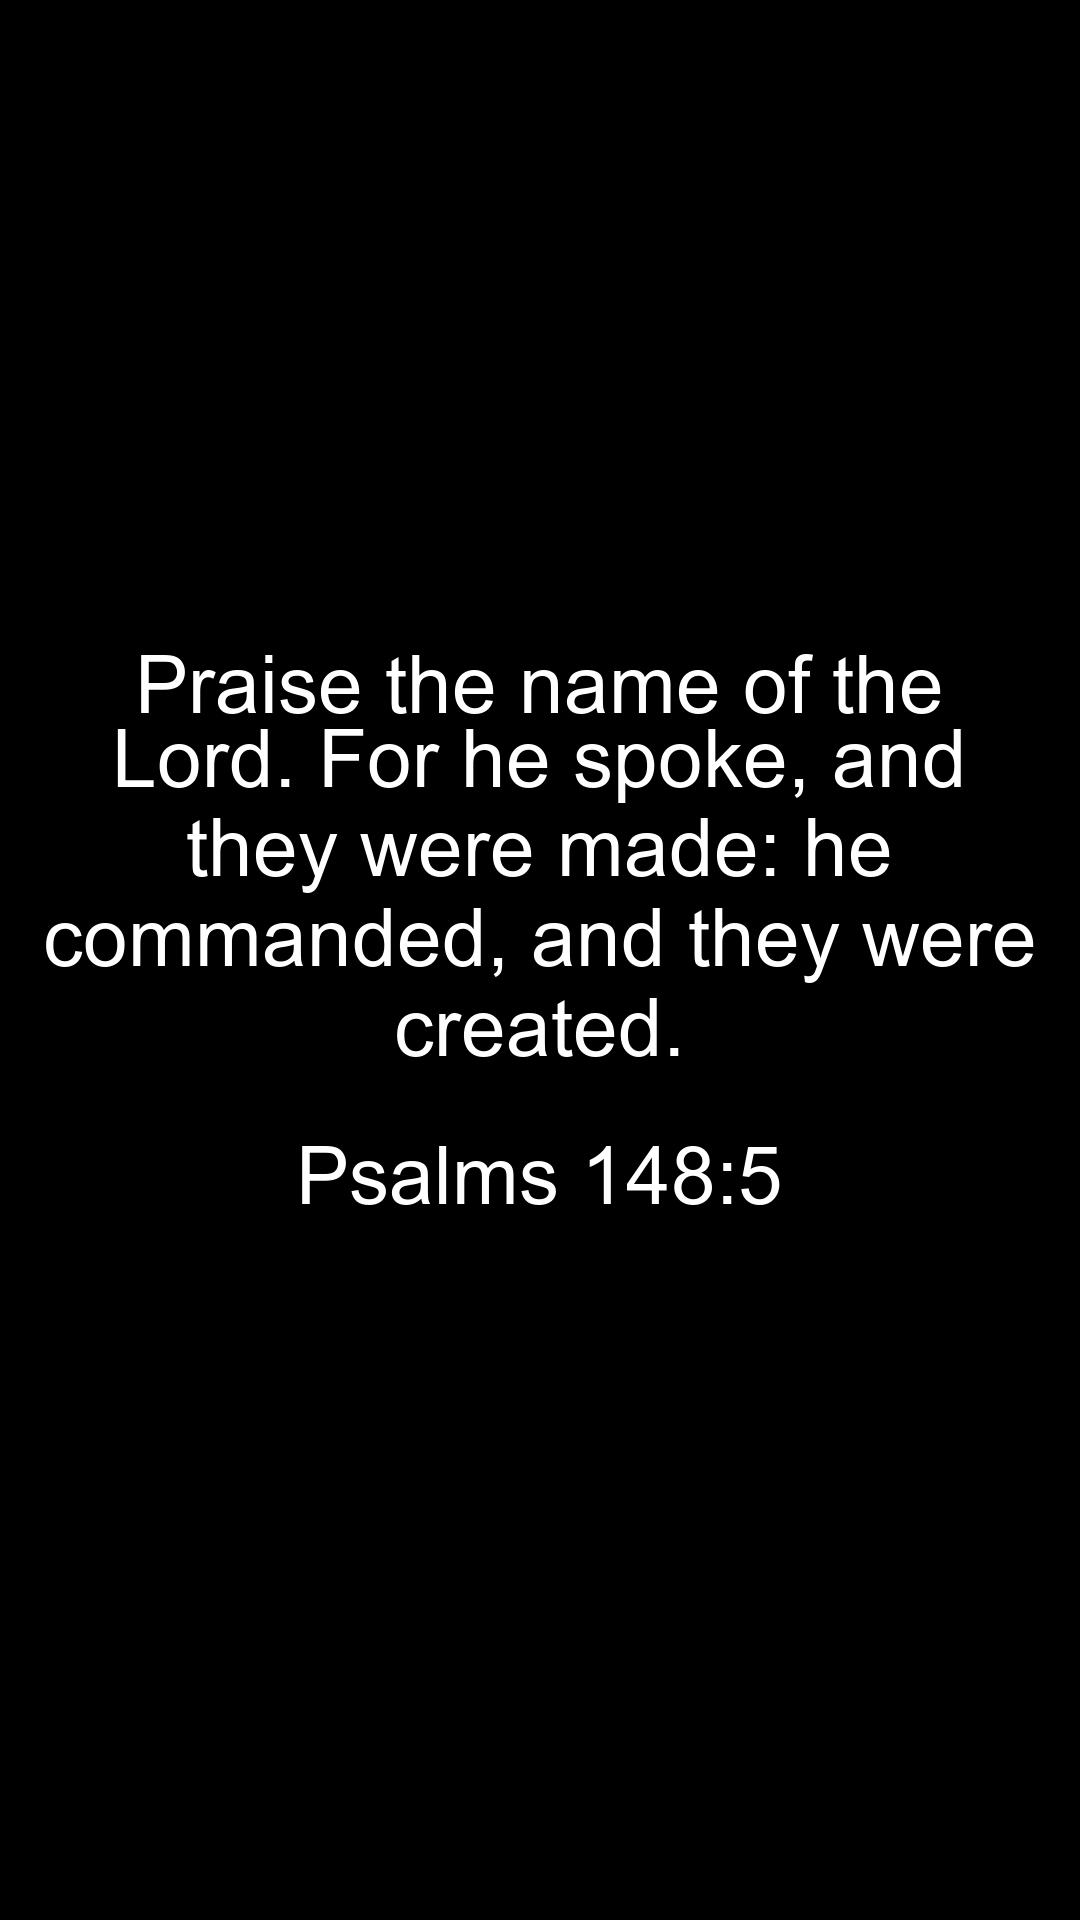 Praise the name of the
Lord. For he spoke, and
they were made: he
commanded, and they were
created.
Psalms 148:5